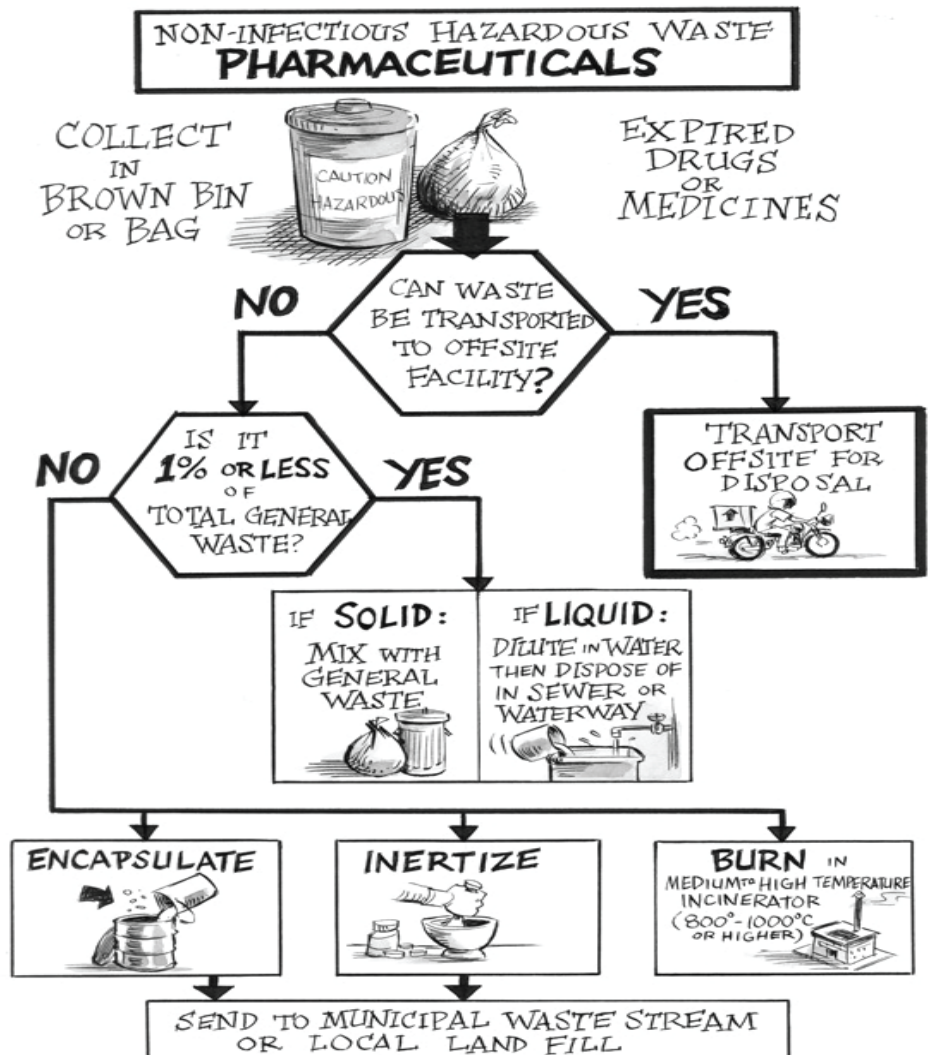 NON-INFECTIOUS HAZARDOUS WASTE
PHARMACEUTICALS
COLLECT
IN
BROWN BIN
OR BAG
CAUTION
HAZARDOUS
EXPIRED
DRUGS
OR
MEDICINES
CAN WASTE
BE TRANSPORTED
TO OFFSITE
FACILITY?
NO
YES
TRANSPORT
OFFSITE FOR
DISPOSAL
IS IT
1% OR LESS
OF
TOTAL GENERAL
WASTE?
NO
YES
IF SOLID:
MIX WITH
GENERAL
WASTE
IF LIQUID:
DILUTE IN WATER
THEN DISPOSE OF
IN SEWER OR
WATERWAY
ENCAPSULATE
INERTIZE
BURN IN
MEDIUM TO HIGH TEMPERATURE
INCINERATOR
(800°-1000°C
OR HIGHER)
SEND TO MUNICIPAL WASTE STREAM
OR LOCAL LAND FILL